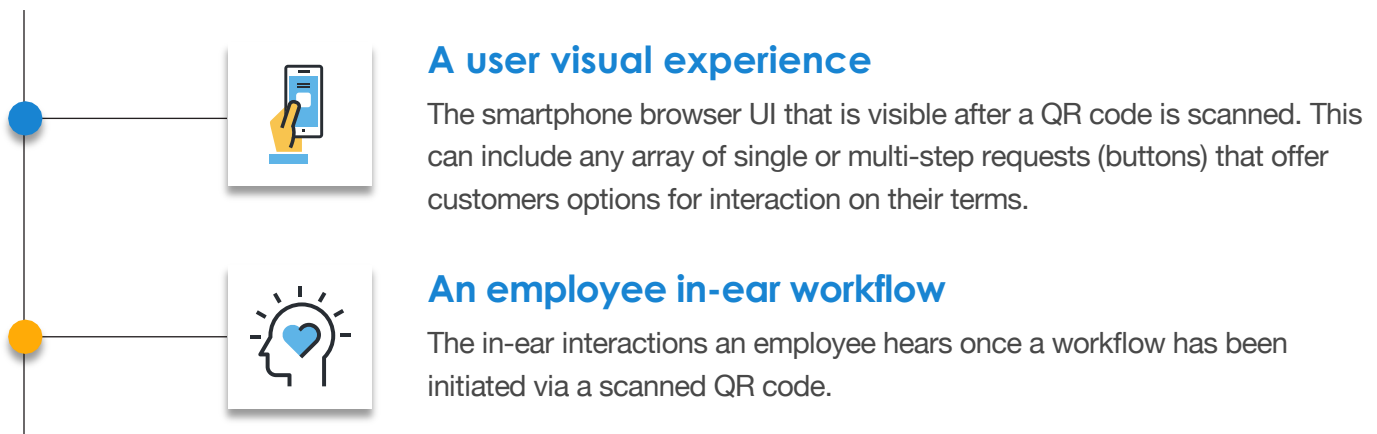 A user visual experience
The smartphone browser UI that is visible after a QR code is scanned. This
can include any array of single or multi-step requests (buttons) that offer
customers options for interaction on their terms.
An employee in-ear workflow
The in-ear interactions an employee hears once a workflow has been
initiated via a scanned QR code.